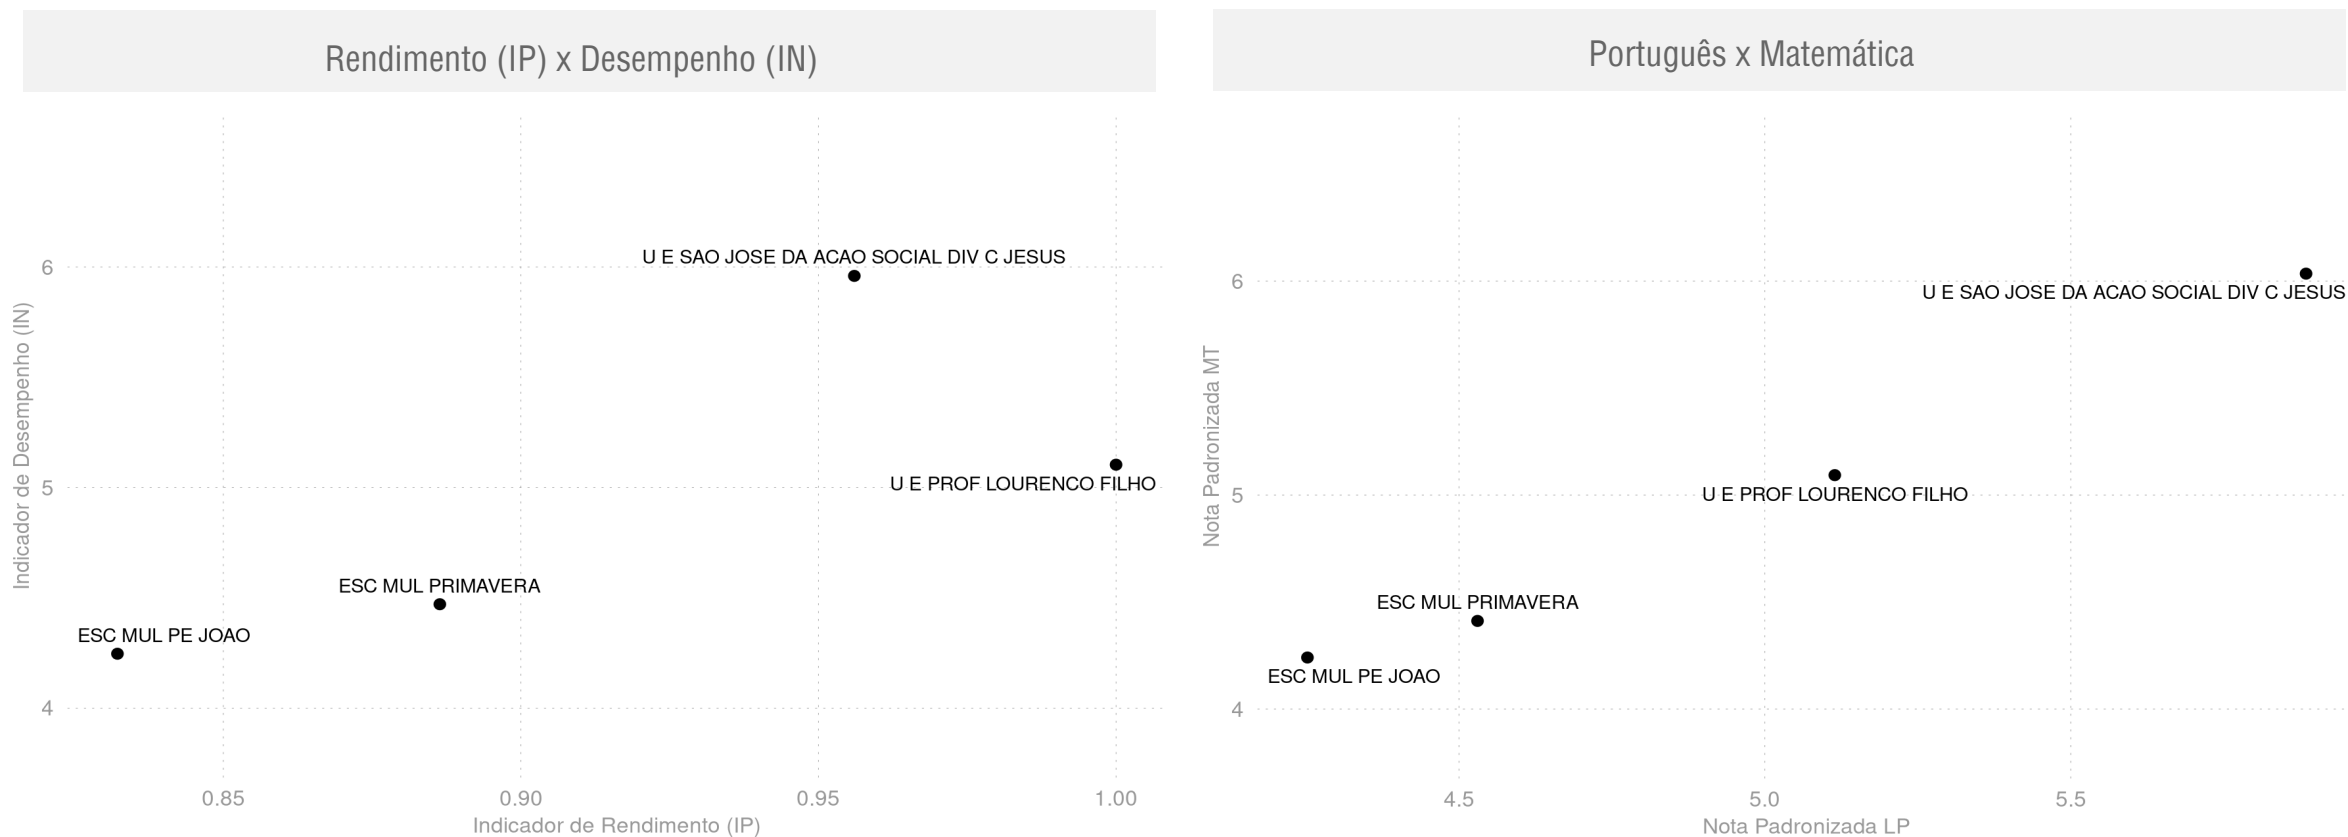 Rendimento (IP) x Desempenho (IN)
Indicador de Desempenho (IN)
6
5
4
U E SAO JOSE DA ACAO SOCIAL DIV C JESUS
U E PROF LOURENCO FILHO
ESC MUL PRIMAVERA
ESC MUL PE JOAO
0.85
0.90
0.95
1.00
Indicador de Rendimento (IP)
Português x Matemática
Nota Padronizada MT
6
5
4
U E SAO JOSE DA ACAO SOCIAL DIV C JESUS
U E PROF LOURENCO FILHO
ESC MUL PRIMAVERA
ESC MUL PE JOAO
4.5
5.0
5.5
Nota Padronizada LP